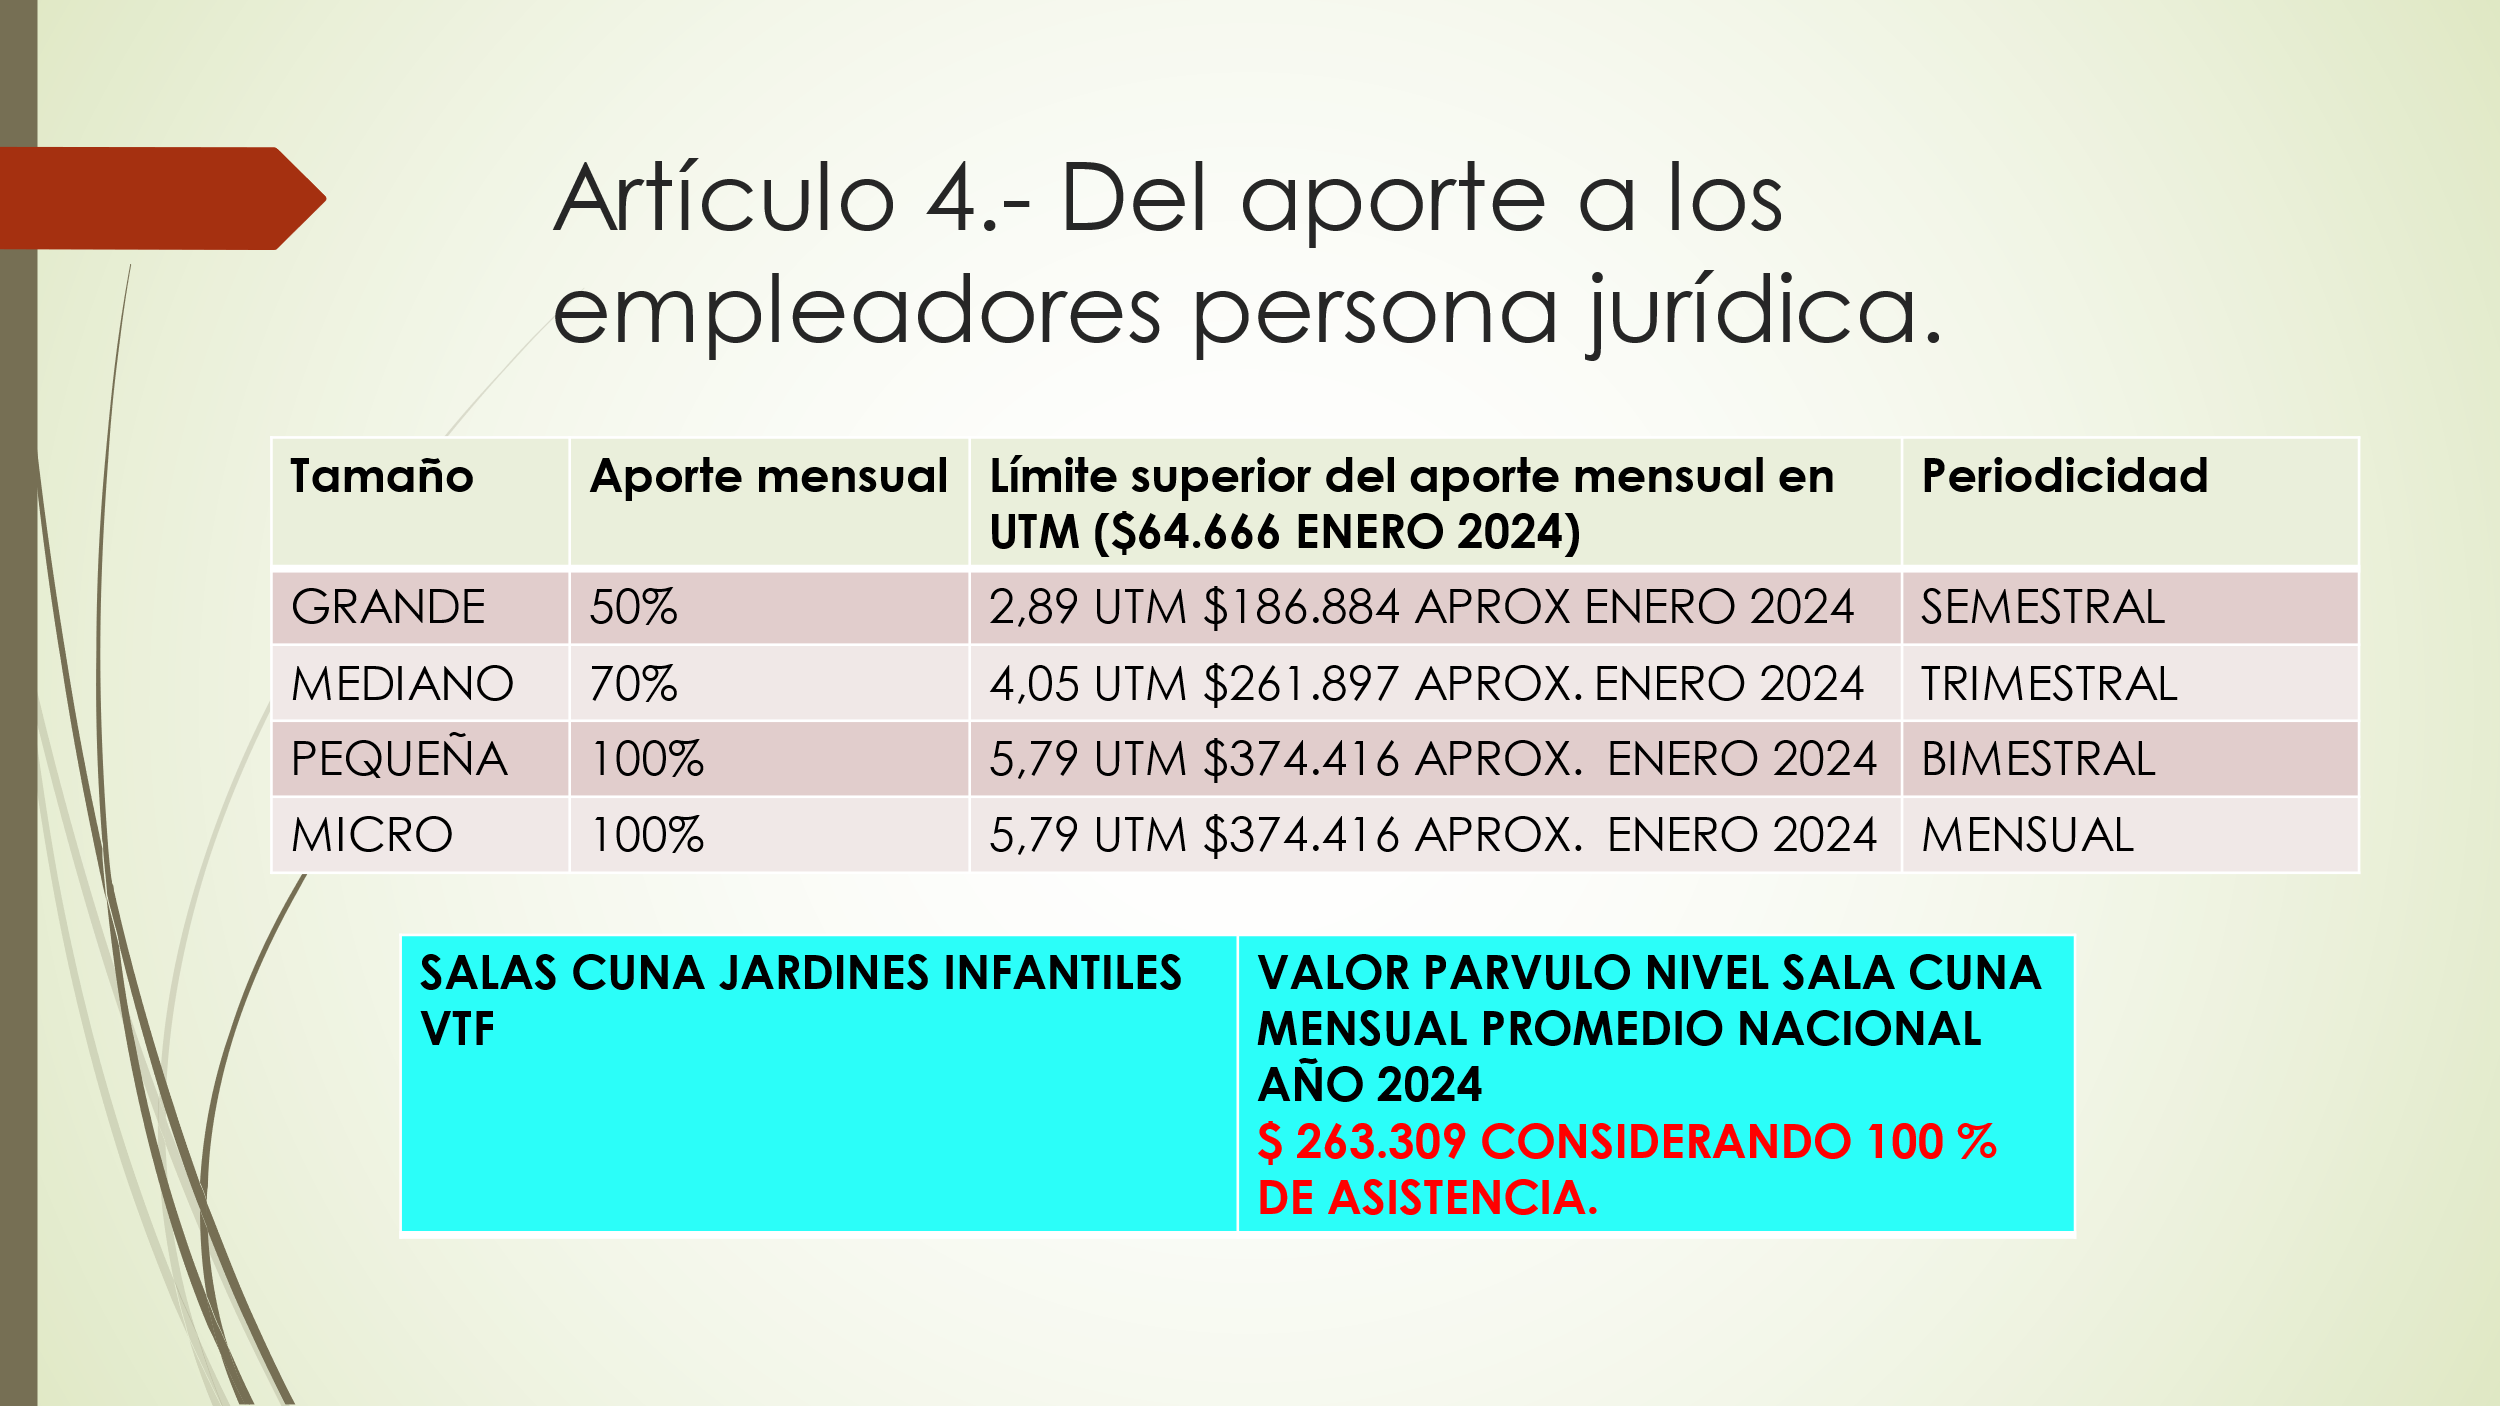 Artículo 4.- Del aporte a los
empleadores persona jurídica.
Tamaño
Aporte mensual
Límite superior del aporte mensual en
UTM ($64.666 ENERO 2024)
Periodicidad
GRANDE
50%
2,89 UTM $186.884 APROX ENERO 2024
SEMESTRAL
MEDIANO
70%
4,05 UTM $261.897 APROX. ENERO 2024
TRIMESTRAL
PEQUEÑA
100%
5,79 UTM $374.416 APROX. ENERO 2024
BIMESTRAL
MICRO
100%
5,79 UTM $374.416 APROX. ENERO 2024
MENSUAL
SALAS CUNA JARDINES INFANTILES
VTF
VALOR PARVULO NIVEL SALA CUNA
MENSUAL PROMEDIO NACIONAL
AÑO 2024
$ 263.309 CONSIDERANDO 100 %
DE ASISTENCIA.